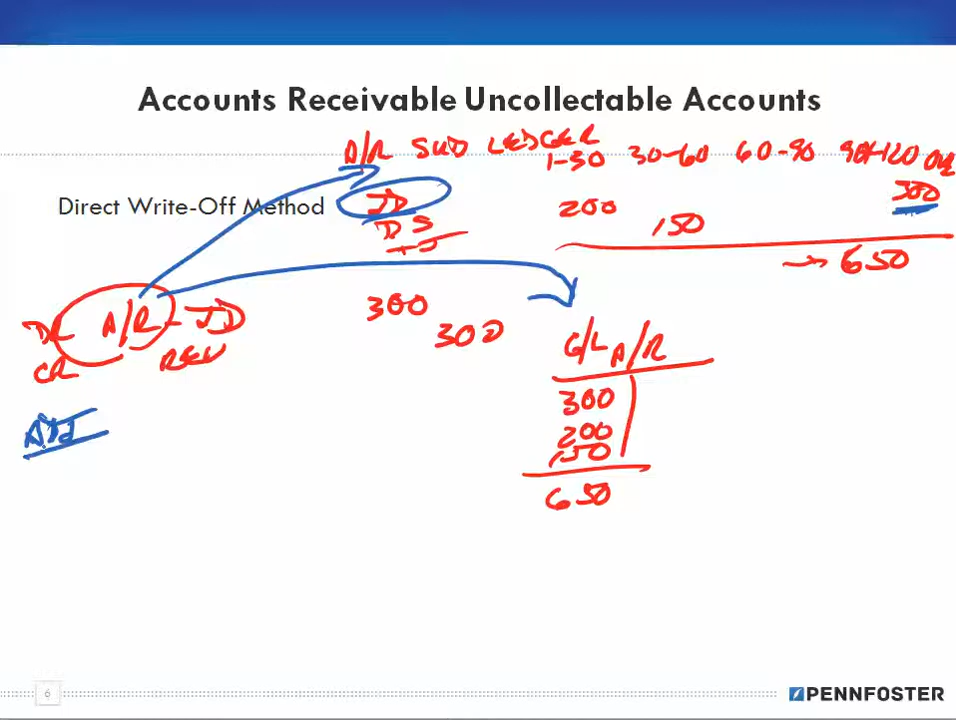 Accounts Receivable Uncollectable Accounts
A/R SUB LEDGER
1-30 30-60 60-90 90-120 OVER
Direct Write-Off Method
JD 200 300
DS 150
650
DR A/R - JD 300
CR REV 300
G/L A/R
300
200
150
650
6
PENNFOSTER